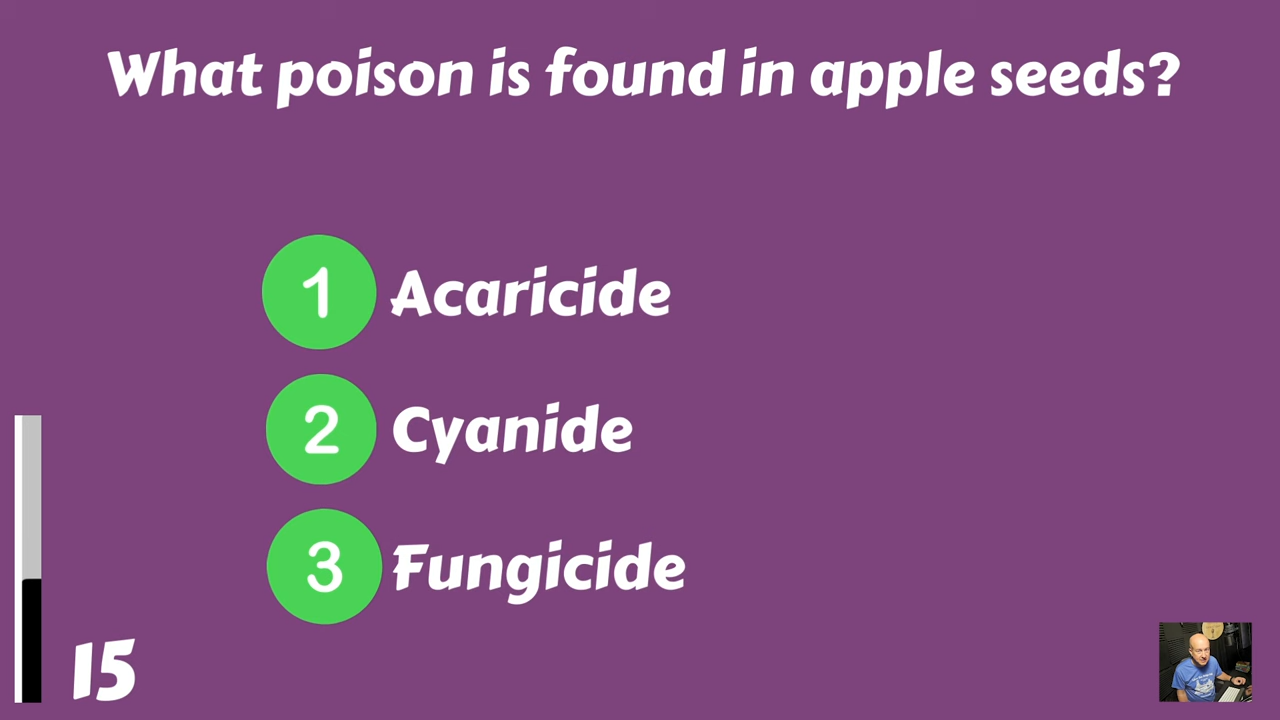 What poison is found in apple seeds?
1 Acaricide
2 Cyanide
3 Fungicide
15